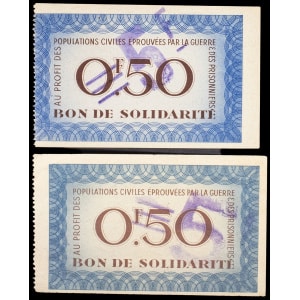 AU PROFIT DES
POPULATIONS CIVILES ÉPROUVÉES PAR LA GUERRE
ET DES PRISONNIERS
0F50
BON DE SOLIDARITÉ
AU PROFIT DES
POPULATIONS CIVILES ÉPROUVÉES PAR LA GUERRE
ET DES PRISONNIERS
0F50
BON DE SOLIDARITÉ